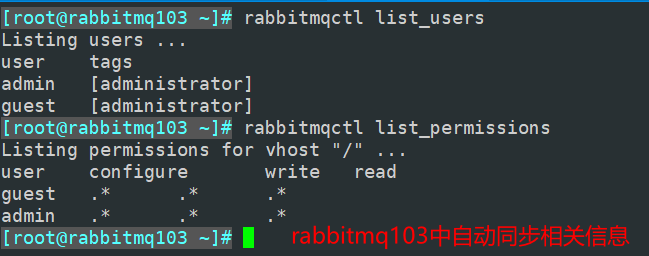 [root@rabbitmq103 ~]# rabbitmqctl list_users
Listing users ...
user    tags
admin   [administrator]
guest   [administrator]
[root@rabbitmq103 ~]# rabbitmqctl list_permissions
Listing permissions for vhost "/" ...
user    configure       write   read
guest   .*      .*      .*
admin   .*      .*      .*
[root@rabbitmq103 ~]# rabbitmq103中自动同步相关信息